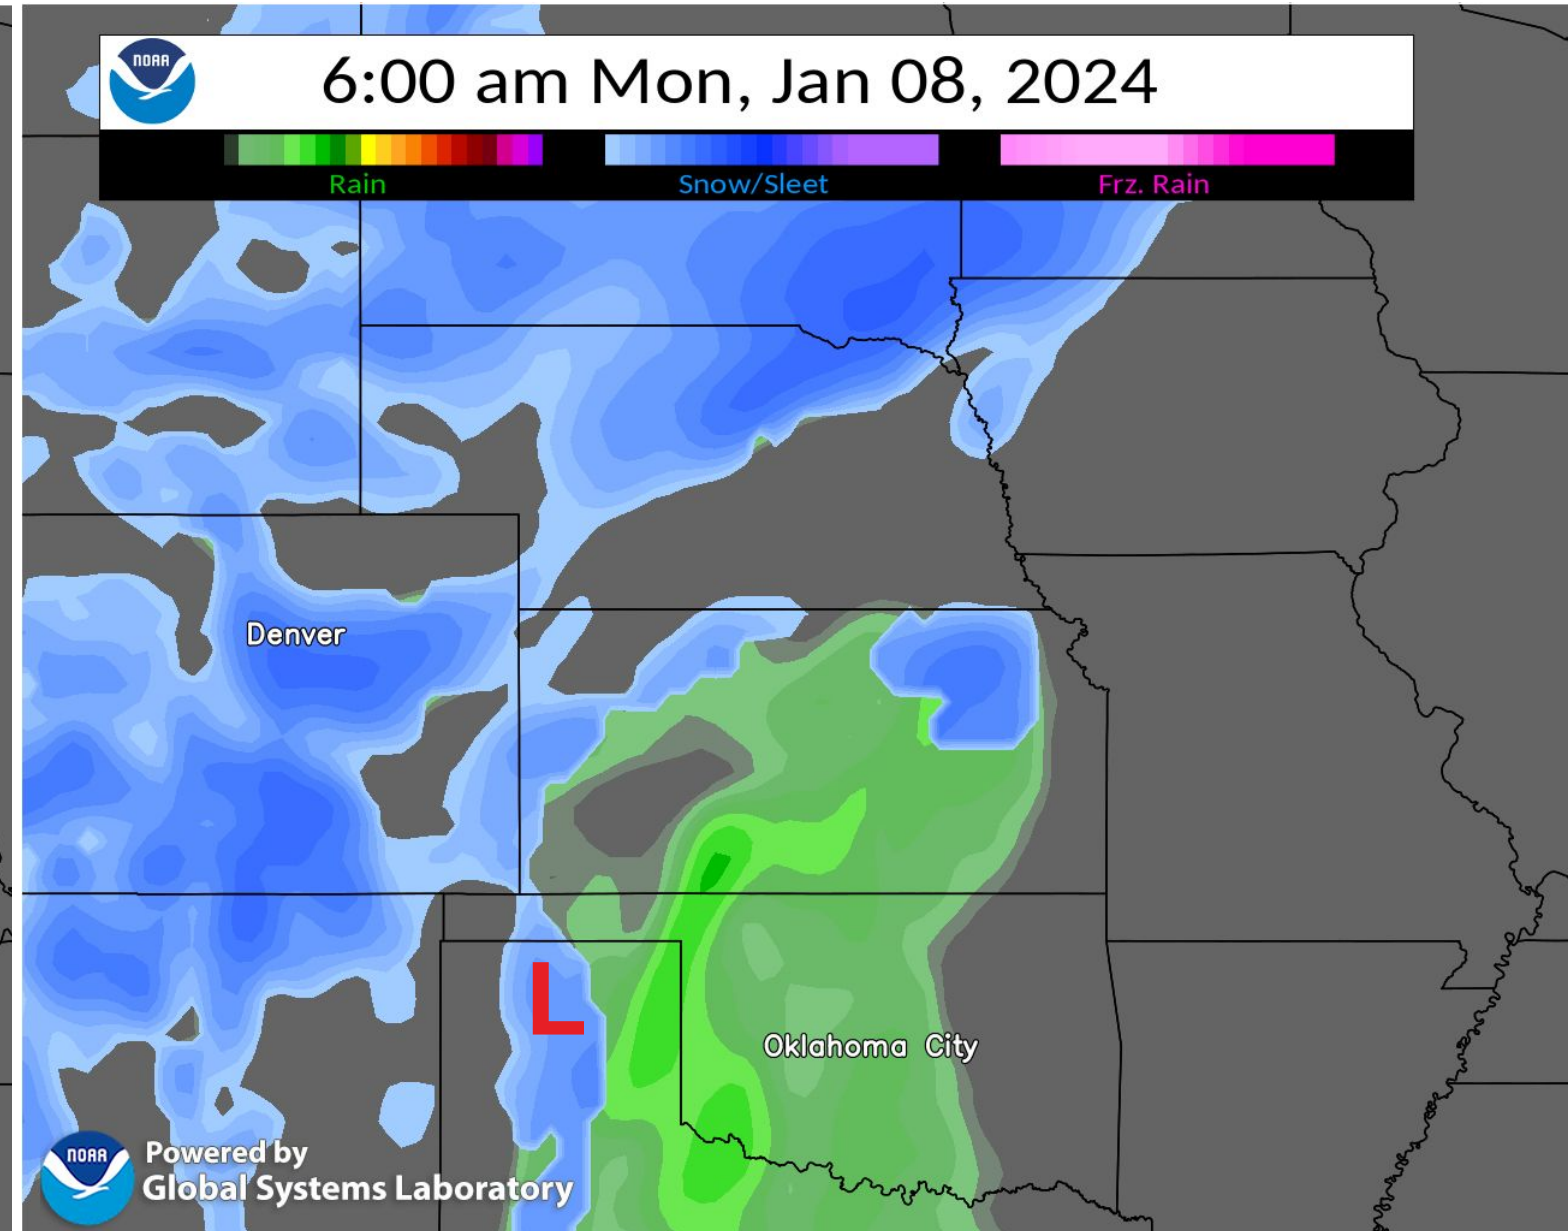 NOAA
6:00 am Mon, Jan 08, 2024
Rain
Snow/Sleet
Frz. Rain
Denver
L
Oklahoma City
NOAA
Powered by
Global Systems Laboratory